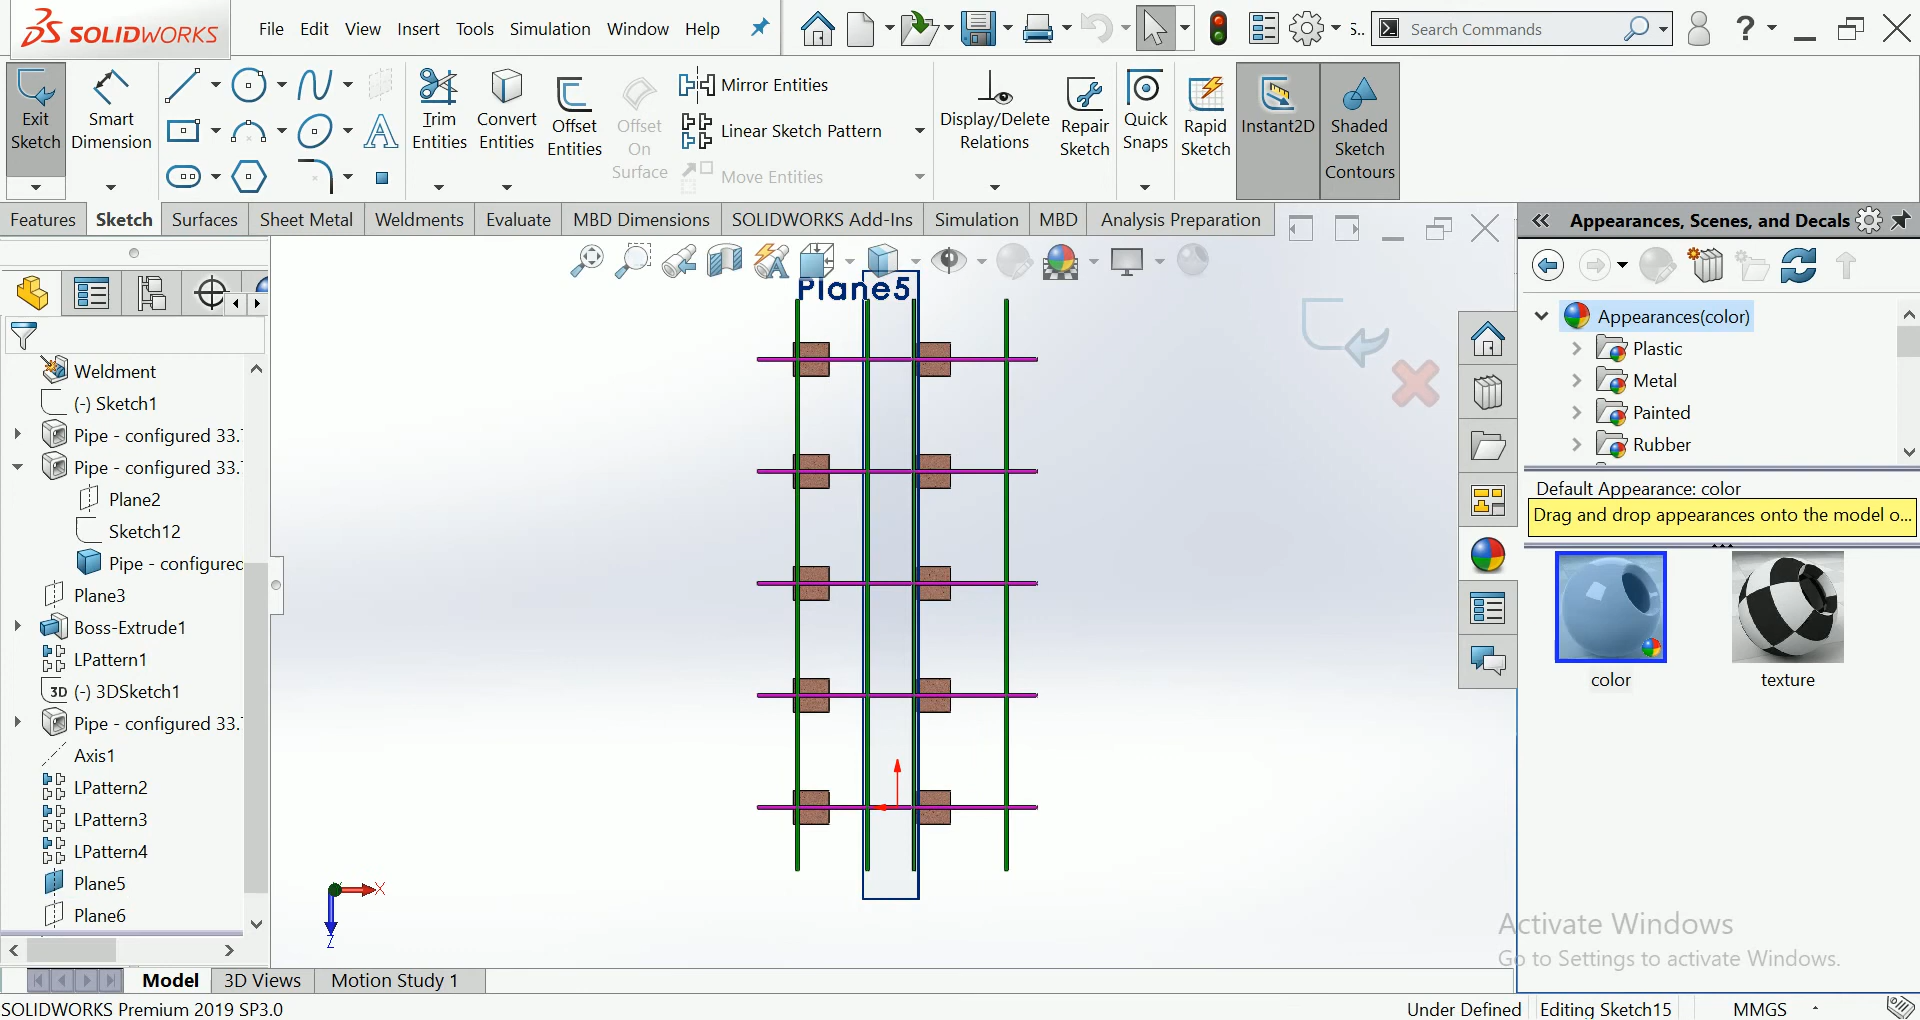 SOLIDWORKS File Edit View Insert Tools Simulation Window Help S.. Search Commands ?
Exit Sketch
Smart Dimension
Trim Entities
Convert Entities
Offset Entities
Offset On Surface
Mirror Entities
Linear Sketch Pattern
Move Entities
Display/Delete Relations
Repair Sketch
Quick Snaps
Rapid Sketch
Instant2D
Shaded Sketch Contours
Features Sketch Surfaces Sheet Metal Weldments Evaluate MBD Dimensions SOLIDWORKS Add-Ins Simulation MBD Analysis Preparation
Weldment
(-) Sketch1
Pipe - configured 33.
Pipe - configured 33.
Plane2
Sketch12
Pipe - configured
Plane3
Boss-Extrude1
LPattern1
3D (-) 3DSketch1
Pipe - configured 33.
Axis1
LPattern2
LPattern3
LPattern4
Plane5
Plane6
Plane5
X
Z
Appearances, Scenes, and Decals
Appearances(color)
Plastic
Metal
Painted
Rubber
Default Appearance: color
Drag and drop appearances onto the model o...
color
texture
Activate Windows
Go to Settings to activate Windows.
Model 3D Views Motion Study 1
SOLIDWORKS Premium 2019 SP3.0 Under Defined Editing Sketch15 MMGS